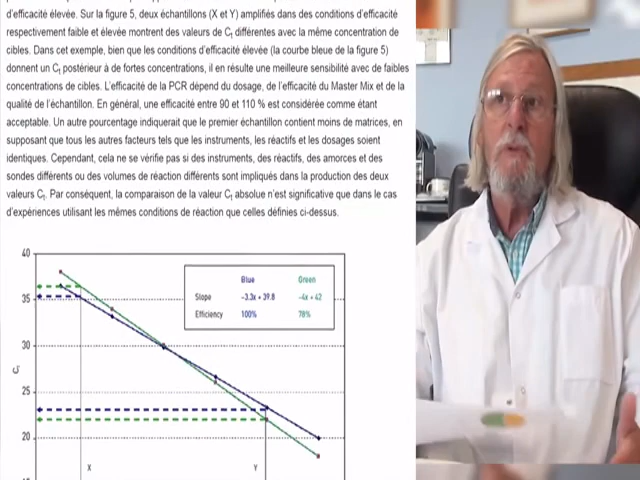 d'efficacité élevée. Sur la figure 5, deux échantillons (X et Y) amplifiés dans des conditions d'efficacité
respectivement faible et élevée montrent des valeurs de Ct différentes avec la même concentration de
cibles. Dans cet exemple, bien que les conditions d'efficacité élevée (la courbe bleue de la figure 5)
donnent un Ct postérieur à de fortes concentrations, il en résulte une meilleure sensibilité avec de faibles
concentrations de cibles. L'efficacité de la PCR dépend du dosage, de l'efficacité du Master Mix et de la
qualité de l'échantillon. En général, une efficacité entre 90 et 110 % est considérée comme étant
acceptable. Un autre pourcentage indiquerait que le premier échantillon contient moins de matrices, en
supposant que tous les autres facteurs tels que les instruments, les réactifs et les dosages soient
identiques. Cependant, cela ne se vérifie pas si des instruments, des réactifs, des amorces et des
sondes différents ou des volumes de réaction différents sont impliqués dans la production des deux
valeurs Ct. Par conséquent, la comparaison de la valeur Ct absolue n'est significative que dans le cas
d'expériences utilisant les mêmes conditions de réaction que celles définies ci-dessus.
40
Blue Green
Slope -3.3x + 39.8 -4x + 42
Efficiency 100% 78%
35
30
Ct
25
20
X Y